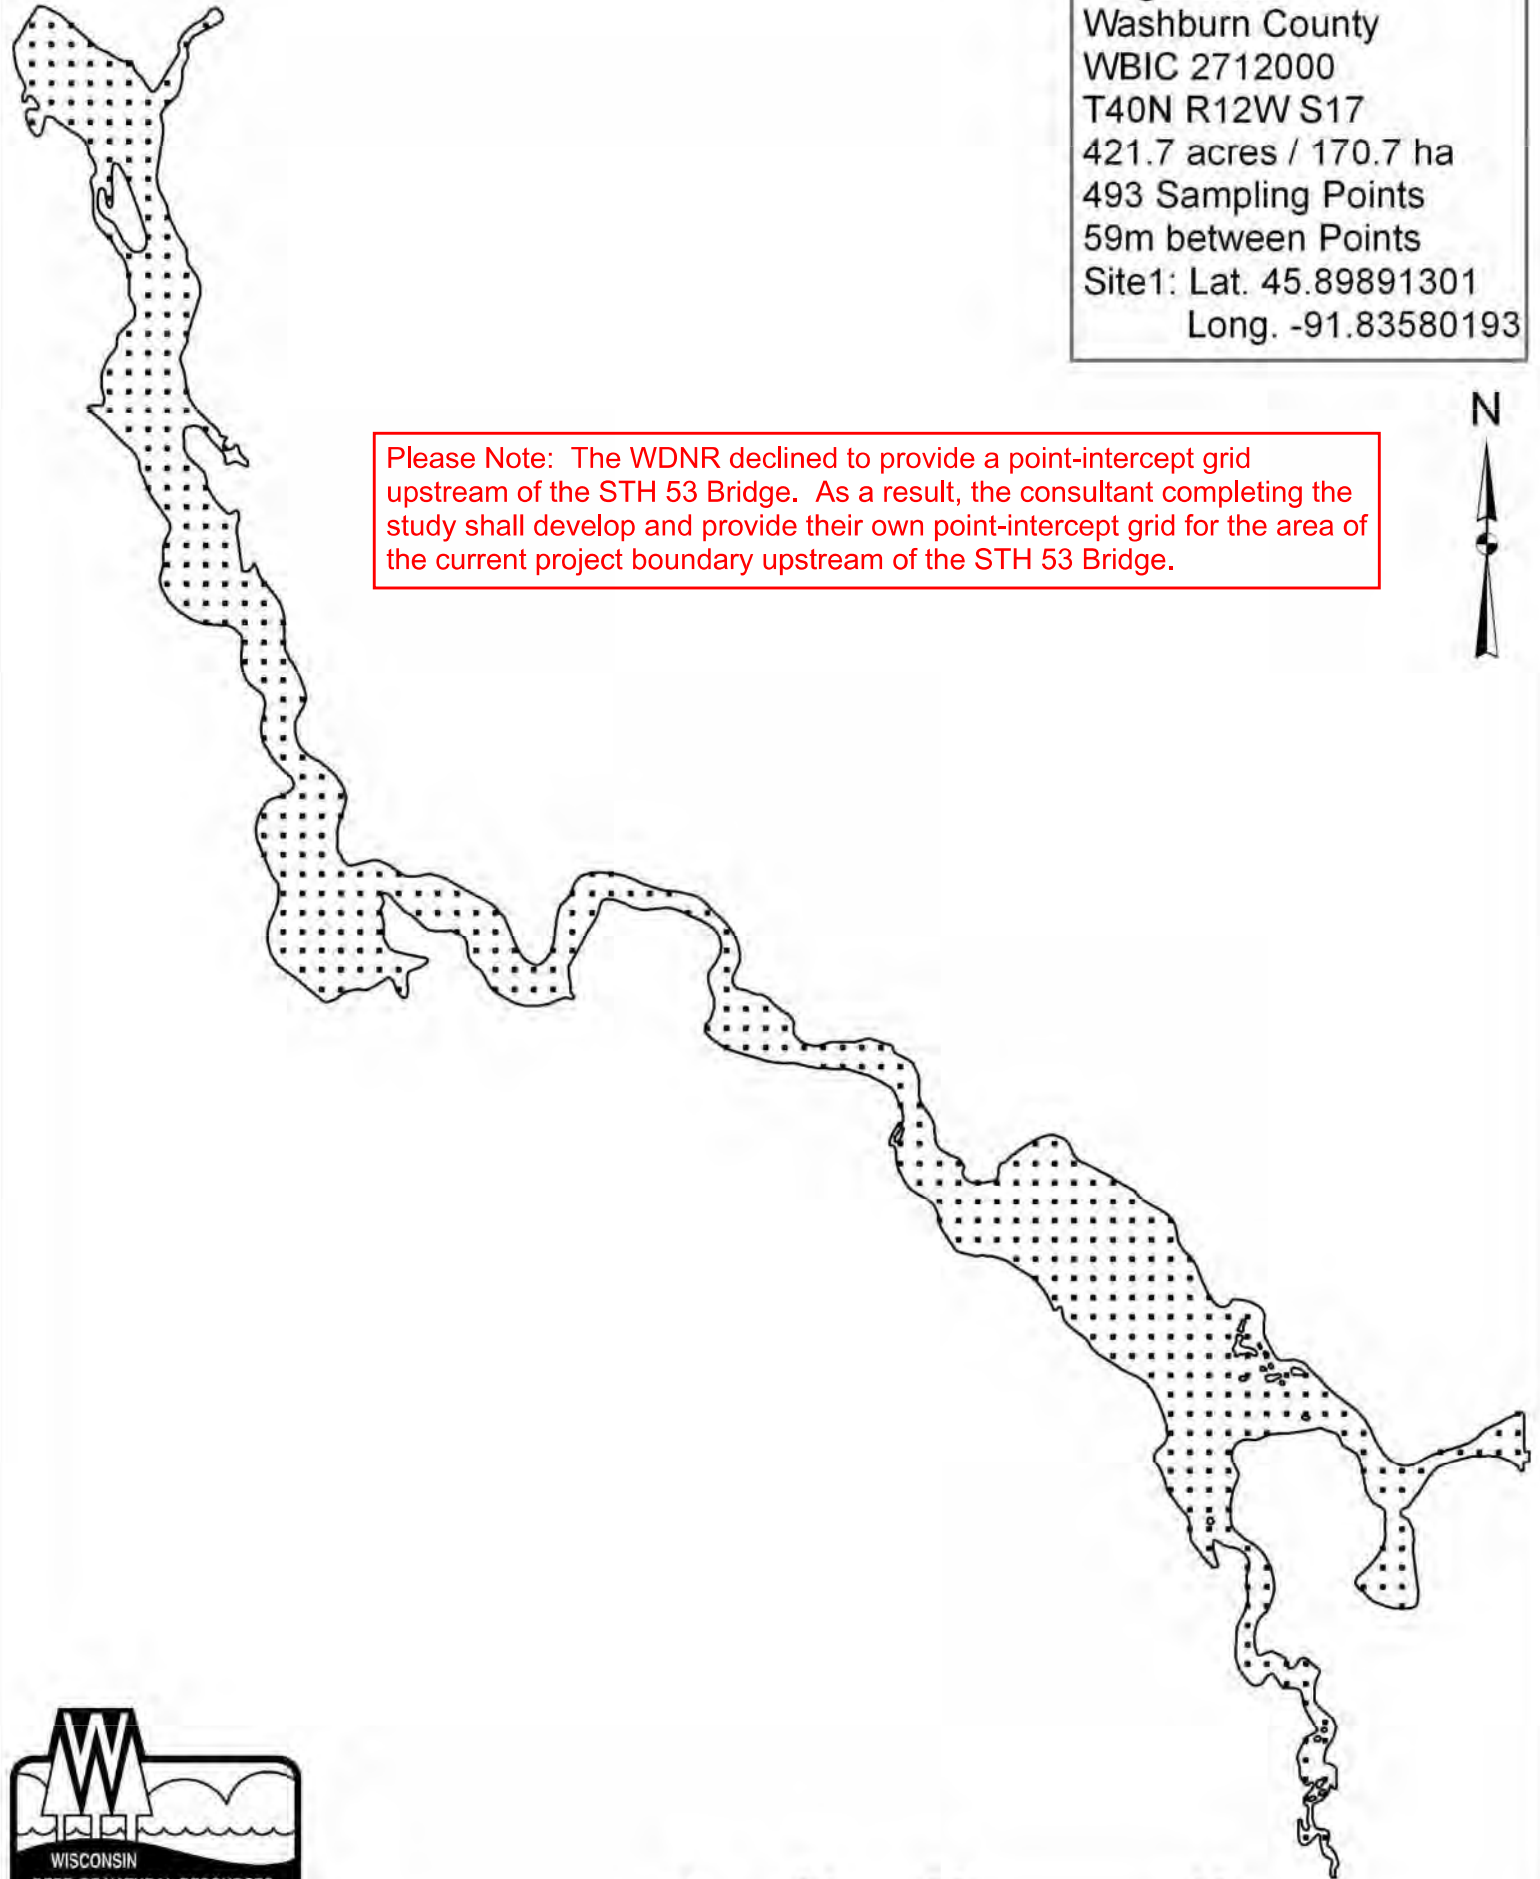 Washburn County
WBIC 2712000
T40N R12W S17
421.7 acres / 170.7 ha
493 Sampling Points
59m between Points
Site1: Lat. 45.89891301
Long. -91.83580193
N
Please Note: The WDNR declined to provide a point-intercept grid
upstream of the STH 53 Bridge. As a result, the consultant completing the
study shall develop and provide their own point-intercept grid for the area of
the current project boundary upstream of the STH 53 Bridge.
W
WISCONSIN